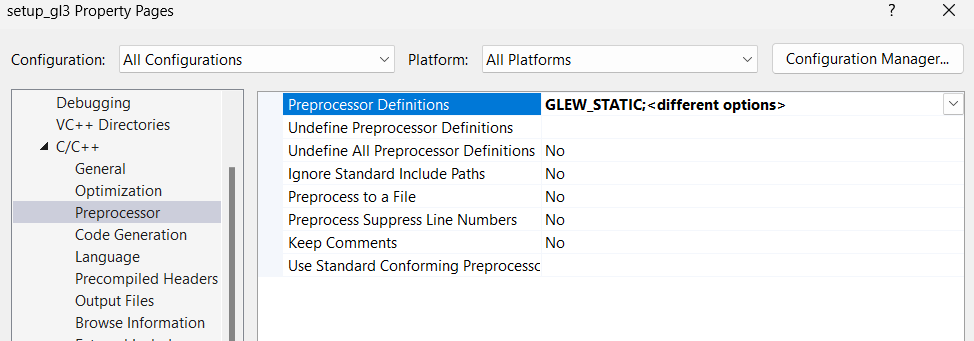 setup_gl3 Property Pages
Configuration: All Configurations Platform: All Platforms Configuration Manager...
Debugging
VC++ Directories
C/C++
General
Optimization
Preprocessor
Code Generation
Language
Precompiled Headers
Output Files
Browse Information
Preprocessor Definitions GLEW_STATIC;<different options>
Undefine Preprocessor Definitions
Undefine All Preprocessor Definitions No
Ignore Standard Include Paths No
Preprocess to a File No
Preprocess Suppress Line Numbers No
Keep Comments No
Use Standard Conforming Preprocesso